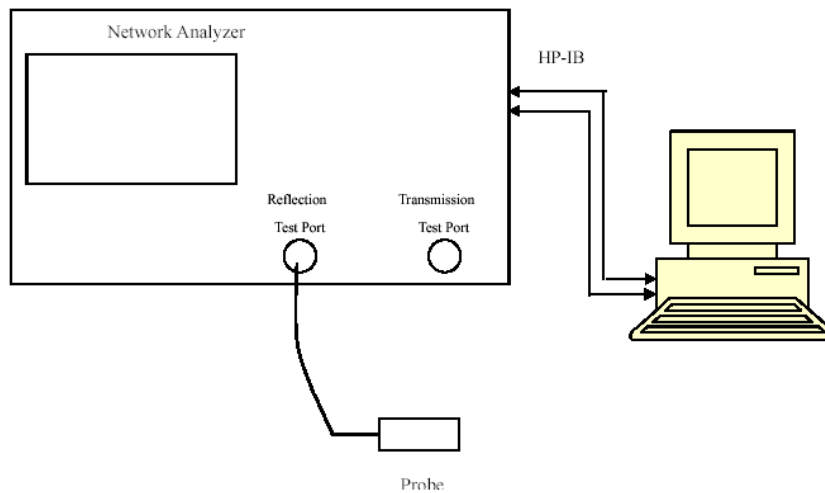 Network Analyzer
HP-IB
Reflection
Test Port
Transmission
Test Port
Probe